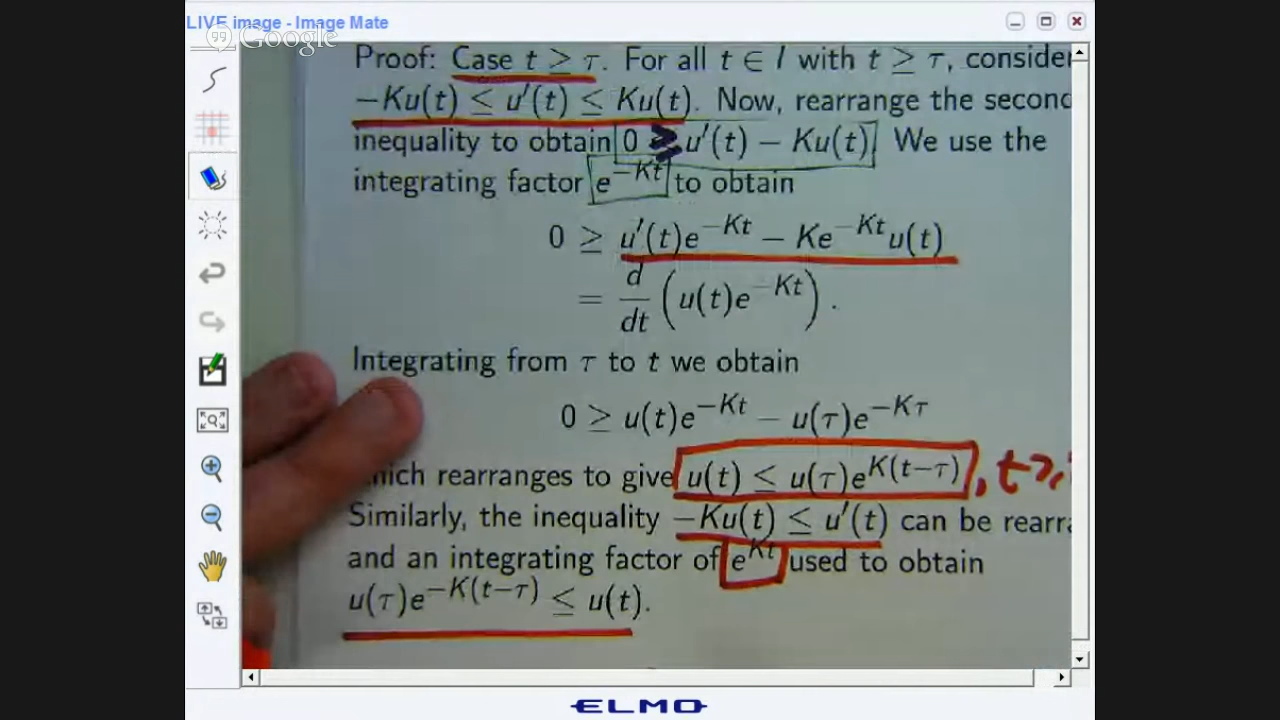 LIVE image - Image Mate
Google
Proof: Case t ≥ τ. For all t ∈ I with t ≥ τ, consider
−Ku(t) ≤ u′(t) ≤ Ku(t). Now, rearrange the second
inequality to obtain 0 ≥ u′(t) − Ku(t). We use the
integrating factor e^{−Kt} to obtain
0 ≥ u′(t)e^{−Kt} − Ke^{−Kt}u(t)
= d/dt (u(t)e^{−Kt}).
Integrating from τ to t we obtain
0 ≥ u(t)e^{−Kt} − u(τ)e^{−Kτ}
which rearranges to give u(t) ≤ u(τ)e^{K(t−τ)}, t ≥
Similarly, the inequality −Ku(t) ≤ u′(t) can be
and an integrating factor of e^{Kt} used to obtain
u(τ)e^{−K(t−τ)} ≤ u(t).
ELMO